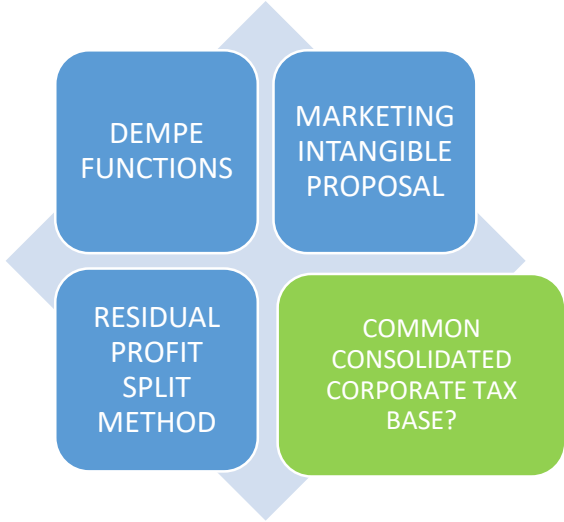 DEMPE
FUNCTIONS
MARKETING
INTANGIBLE
PROPOSAL
RESIDUAL
PROFIT
SPLIT
METHOD
COMMON
CONSOLIDATED
CORPORATE TAX
BASE?